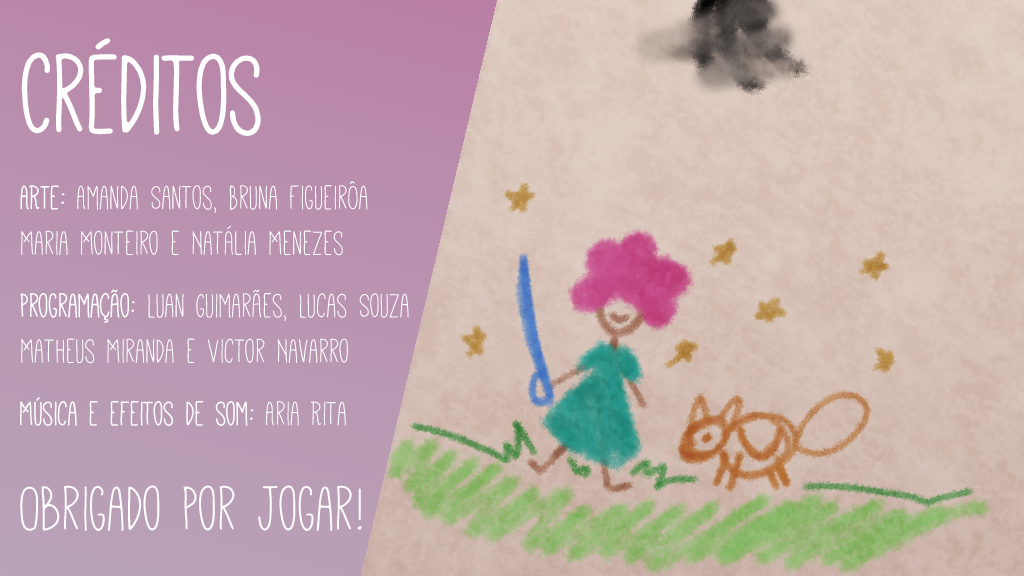 CRÉDITOS
ARTE: AMANDA SANTOS, BRUNA FIGUEIRÔA
MARIA MONTEIRO E NATÁLIA MENEZES
PROGRAMAÇÃO: LUAN GUIMARÃES, LUCAS SOUZA
MATHEUS MIRANDA E VICTOR NAVARRO
MÚSICA E EFEITOS DE SOM: ARIA RITA
OBRIGADO POR JOGAR!